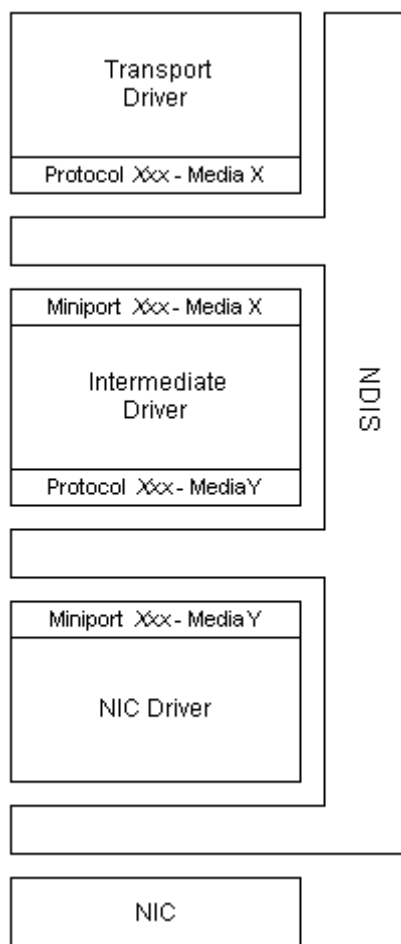 Transport
Driver
Protocol Xxx - Media X
Miniport Xxx - Media X
Intermediate
Driver
Protocol Xxx - Media Y
NDIS
Miniport Xxx - Media Y
NIC Driver
NIC